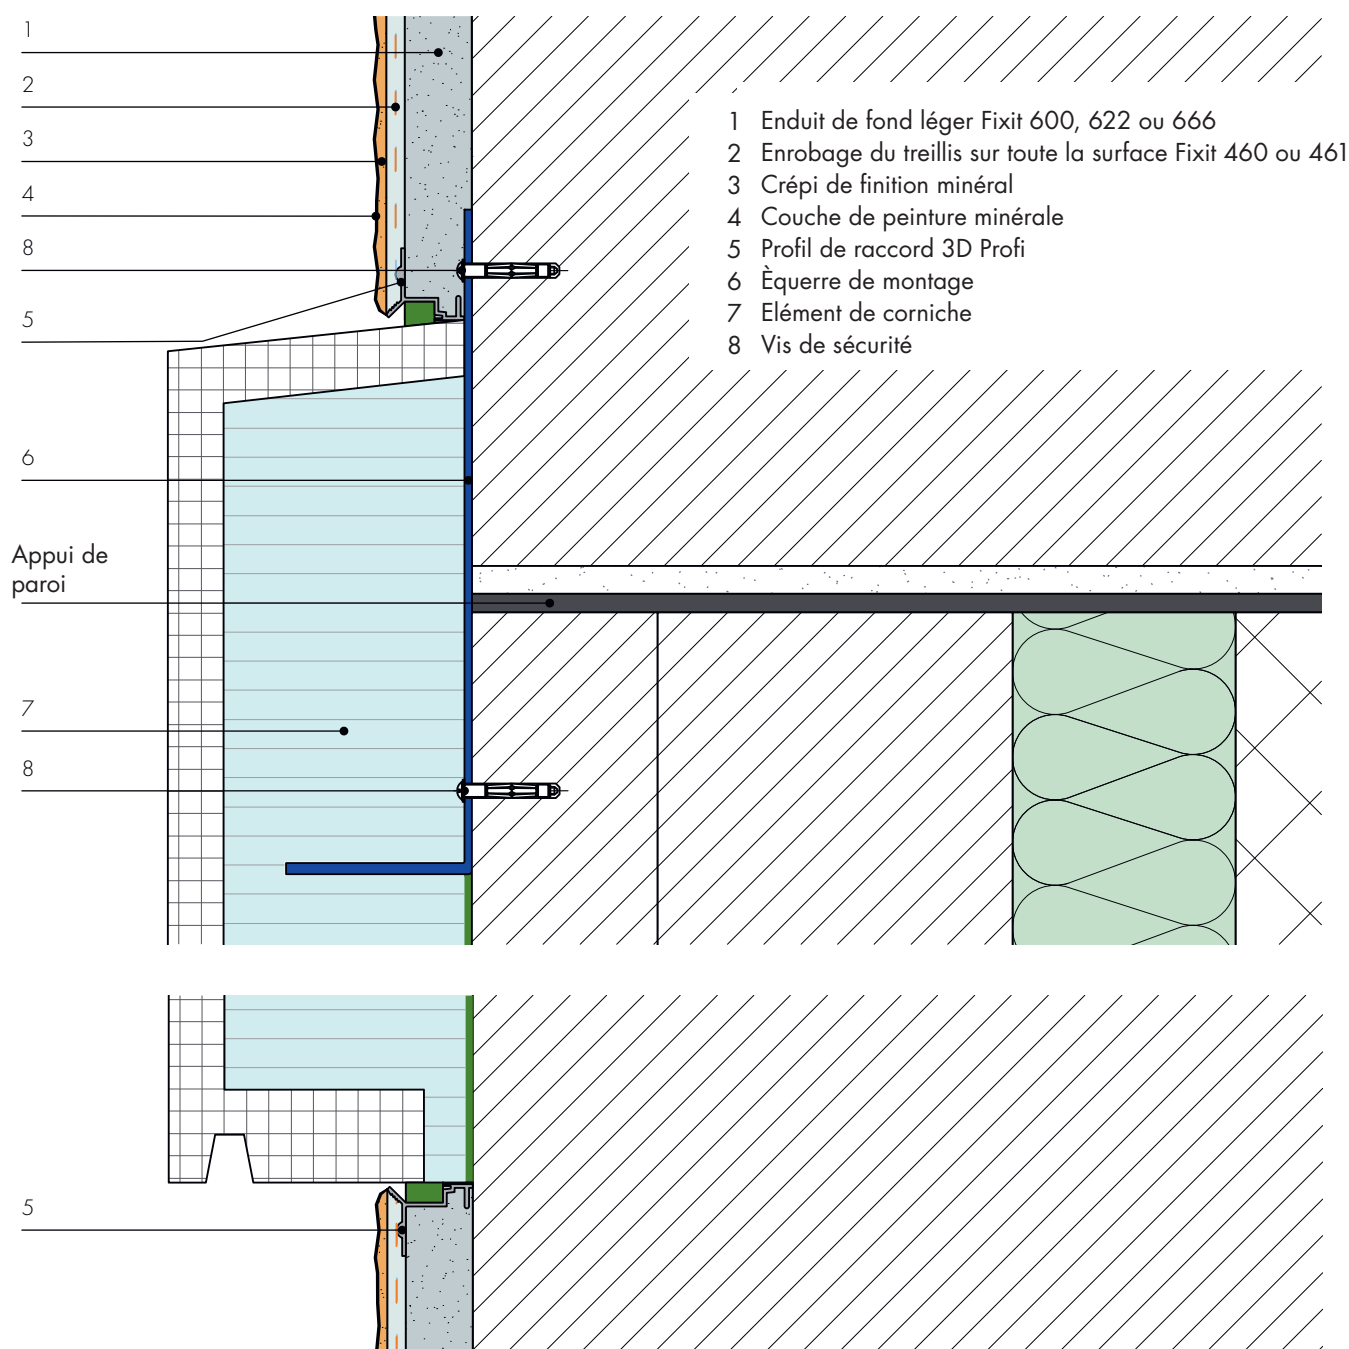 1
2
3
4
8
5
6
Appui de
paroi
7
8
5
1 Enduit de fond léger Fixit 600, 622 ou 666
2 Enrobage du treillis sur toute la surface Fixit 460 ou 461
3 Crépi de finition minéral
4 Couche de peinture minérale
5 Profil de raccord 3D Profi
6 Èquerre de montage
7 Elément de corniche
8 Vis de sécurité